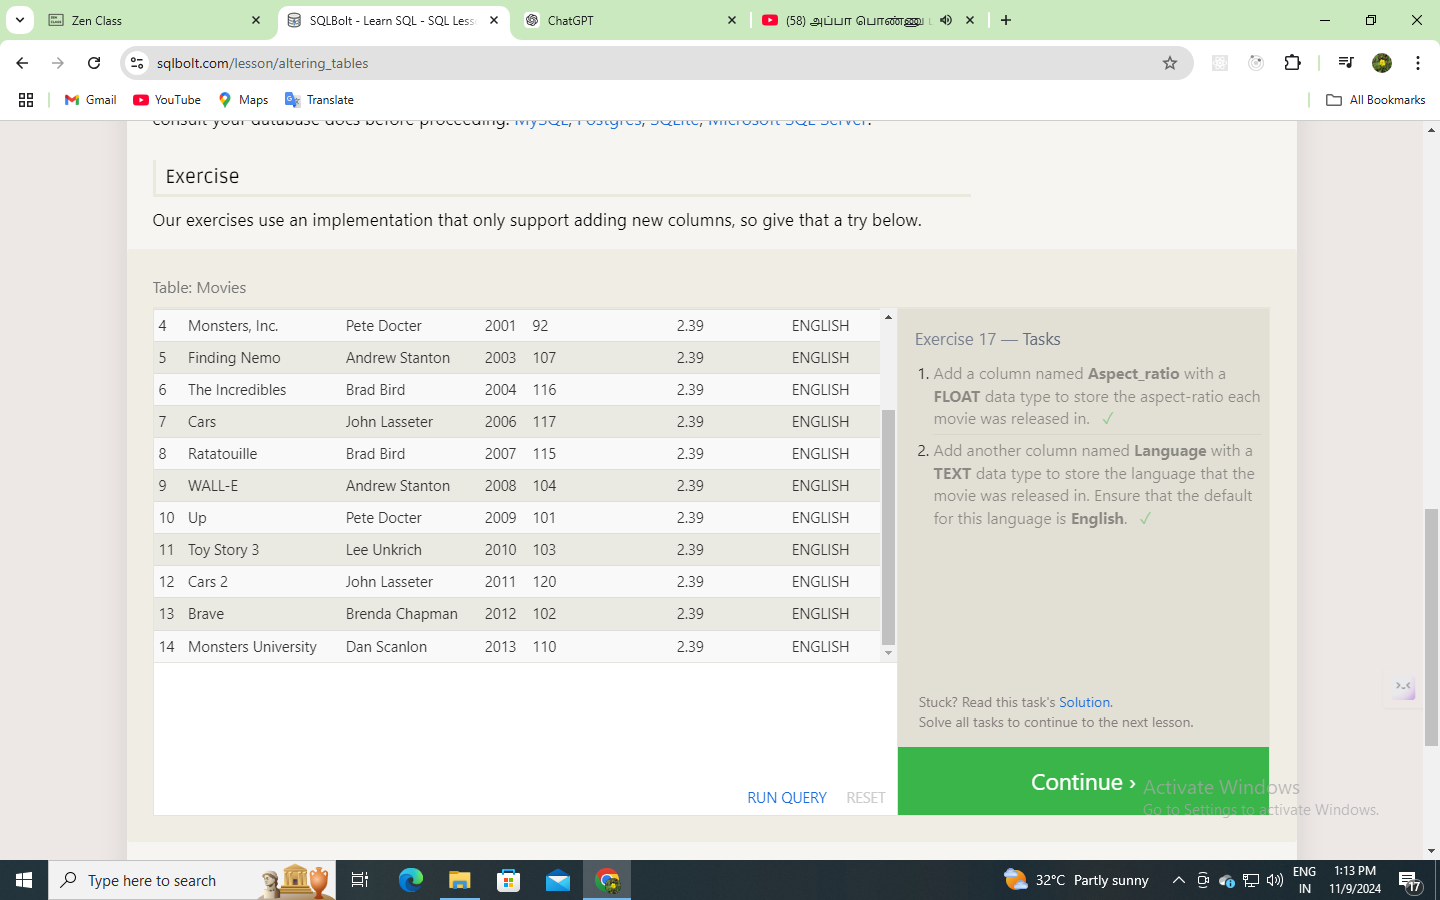 Zen Class
SQLBolt - Learn SQL - SQL Less
ChatGPT
(58) அப்பா பொண்ணு
sqlbolt.com/lesson/altering_tables
Gmail
YouTube
Maps
Translate
All Bookmarks
consult your database docs before proceeding: MySQL, Postgres, SQLite, Microsoft SQL Server.
Exercise
Our exercises use an implementation that only support adding new columns, so give that a try below.
Table: Movies
4 Monsters, Inc. Pete Docter 2001 92 2.39 ENGLISH
5 Finding Nemo Andrew Stanton 2003 107 2.39 ENGLISH
6 The Incredibles Brad Bird 2004 116 2.39 ENGLISH
7 Cars John Lasseter 2006 117 2.39 ENGLISH
8 Ratatouille Brad Bird 2007 115 2.39 ENGLISH
9 WALL-E Andrew Stanton 2008 104 2.39 ENGLISH
10 Up Pete Docter 2009 101 2.39 ENGLISH
11 Toy Story 3 Lee Unkrich 2010 103 2.39 ENGLISH
12 Cars 2 John Lasseter 2011 120 2.39 ENGLISH
13 Brave Brenda Chapman 2012 102 2.39 ENGLISH
14 Monsters University Dan Scanlon 2013 110 2.39 ENGLISH
RUN QUERY RESET
Exercise 17 — Tasks
1. Add a column named Aspect_ratio with a
FLOAT data type to store the aspect-ratio each
movie was released in. ✓
2. Add another column named Language with a
TEXT data type to store the language that the
movie was released in. Ensure that the default
for this language is English. ✓
Stuck? Read this task's Solution.
Solve all tasks to continue to the next lesson.
Continue ›
Activate Windows
Go to Settings to activate Windows.
Type here to search
32°C Partly sunny
ENG
IN
1:13 PM
11/9/2024
17